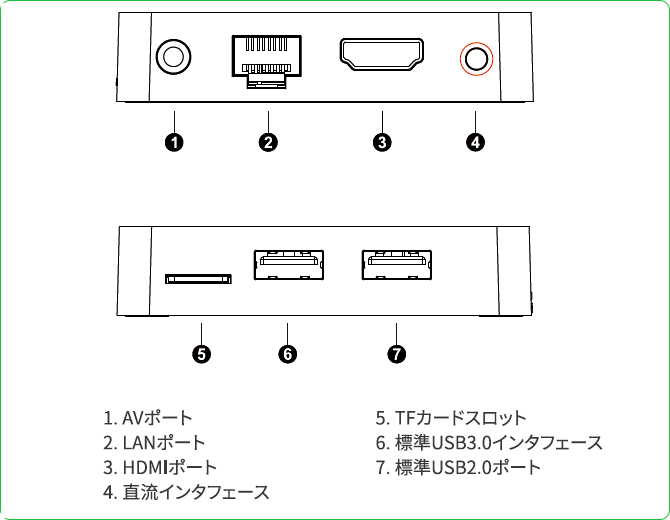 1 2 3 4
5 6 7
1. AVポート
2. LANポート
3. HDMIポート
4. 直流インタフェース
5. TFカードスロット
6. 標準USB3.0インタフェース
7. 標準USB2.0ポート